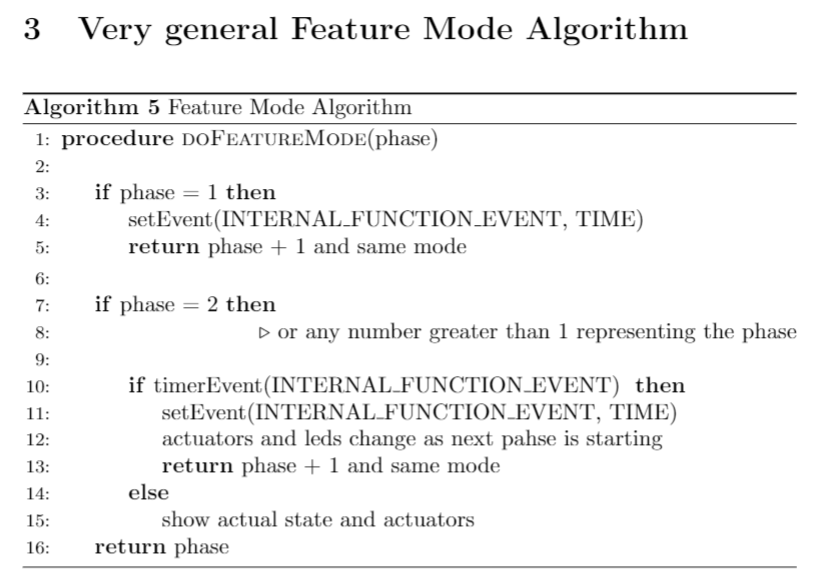 3 Very general Feature Mode Algorithm
Algorithm 5 Feature Mode Algorithm
1: procedure DOFEATUREMODE(phase)
2:
3: if phase = 1 then
4: setEvent(INTERNAL_FUNCTION_EVENT, TIME)
5: return phase + 1 and same mode
6:
7: if phase = 2 then
8: ▷ or any number greater than 1 representing the phase
9:
10: if timerEvent(INTERNAL_FUNCTION_EVENT) then
11: setEvent(INTERNAL_FUNCTION_EVENT, TIME)
12: actuators and leds change as next pahse is starting
13: return phase + 1 and same mode
14: else
15: show actual state and actuators
16: return phase